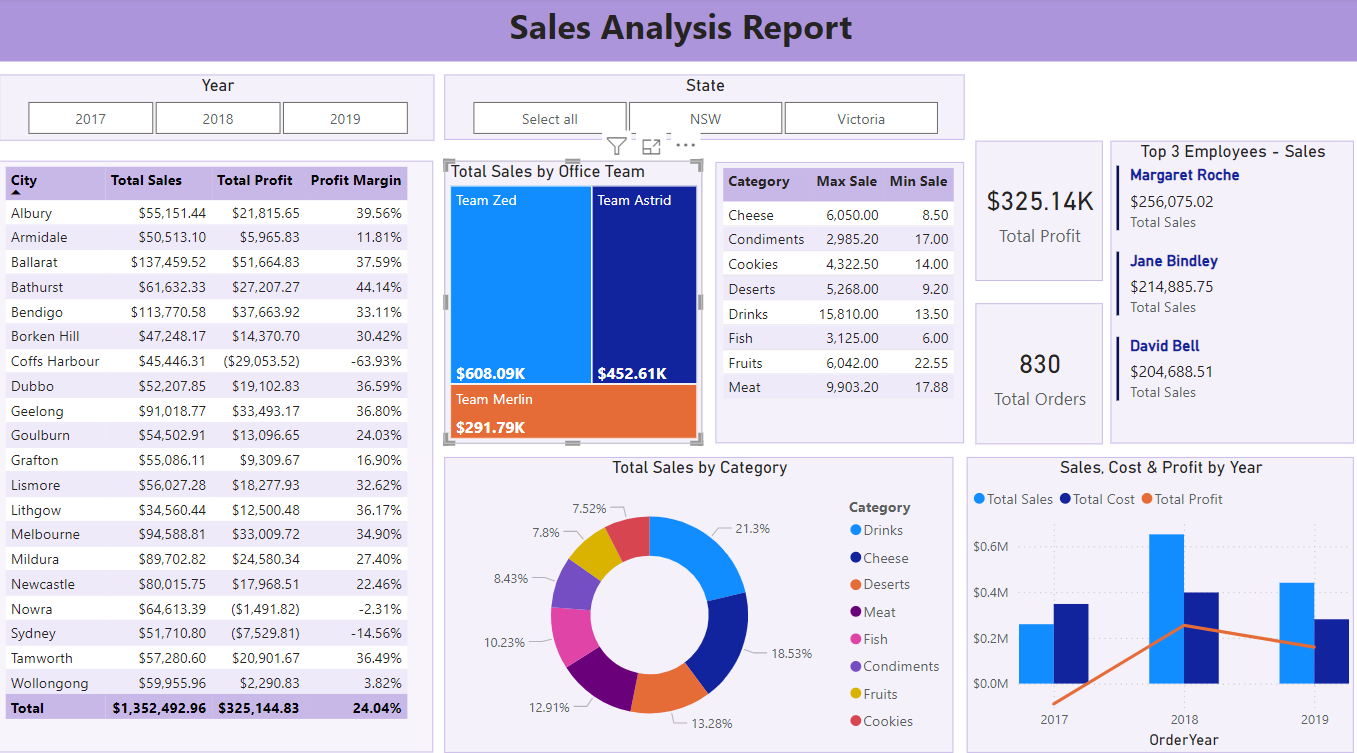 Sales Analysis Report
Year
2017 2018 2019
State
Select all NSW Victoria
City Total Sales Total Profit Profit Margin
Albury $55,151.44 $21,815.65 39.56%
Armidale $50,513.10 $5,965.83 11.81%
Ballarat $137,459.52 $51,664.83 37.59%
Bathurst $61,632.33 $27,207.27 44.14%
Bendigo $113,770.58 $37,663.92 33.11%
Borken Hill $47,248.17 $14,370.70 30.42%
Coffs Harbour $45,446.31 ($29,053.52) -63.93%
Dubbo $52,207.85 $19,102.83 36.59%
Geelong $91,018.77 $33,493.17 36.80%
Goulburn $54,502.91 $13,096.65 24.03%
Grafton $55,086.11 $9,309.67 16.90%
Lismore $56,027.28 $18,277.93 32.62%
Lithgow $34,560.44 $12,500.48 36.17%
Melbourne $94,588.81 $33,009.72 34.90%
Mildura $89,702.82 $24,580.34 27.40%
Newcastle $80,015.75 $17,968.51 22.46%
Nowra $64,613.39 ($1,491.82) -2.31%
Sydney $51,710.80 ($7,529.81) -14.56%
Tamworth $57,280.60 $20,901.67 36.49%
Wollongong $59,955.96 $2,290.83 3.82%
Total $1,352,492.96 $325,144.83 24.04%
Total Sales by Office Team
Team Zed Team Astrid
$608.09K $452.61K
Team Merlin
$291.79K
Category Max Sale Min Sale
Cheese 6,050.00 8.50
Condiments 2,985.20 17.00
Cookies 4,322.50 14.00
Deserts 5,268.00 9.20
Drinks 15,810.00 13.50
Fish 3,125.00 6.00
Fruits 6,042.00 22.55
Meat 9,903.20 17.88
$325.14K
Total Profit
830
Total Orders
Top 3 Employees - Sales
Margaret Roche
$256,075.02
Total Sales
Jane Bindley
$214,885.75
Total Sales
David Bell
$204,688.51
Total Sales
Total Sales by Category
21.3%
18.53%
13.28%
12.91%
10.23%
8.43%
7.8%
7.52%
Category
Drinks
Cheese
Deserts
Meat
Fish
Condiments
Fruits
Cookies
Sales, Cost & Profit by Year
Total Sales Total Cost Total Profit
$0.6M
$0.4M
$0.2M
$0.0M
2017 2018 2019
OrderYear